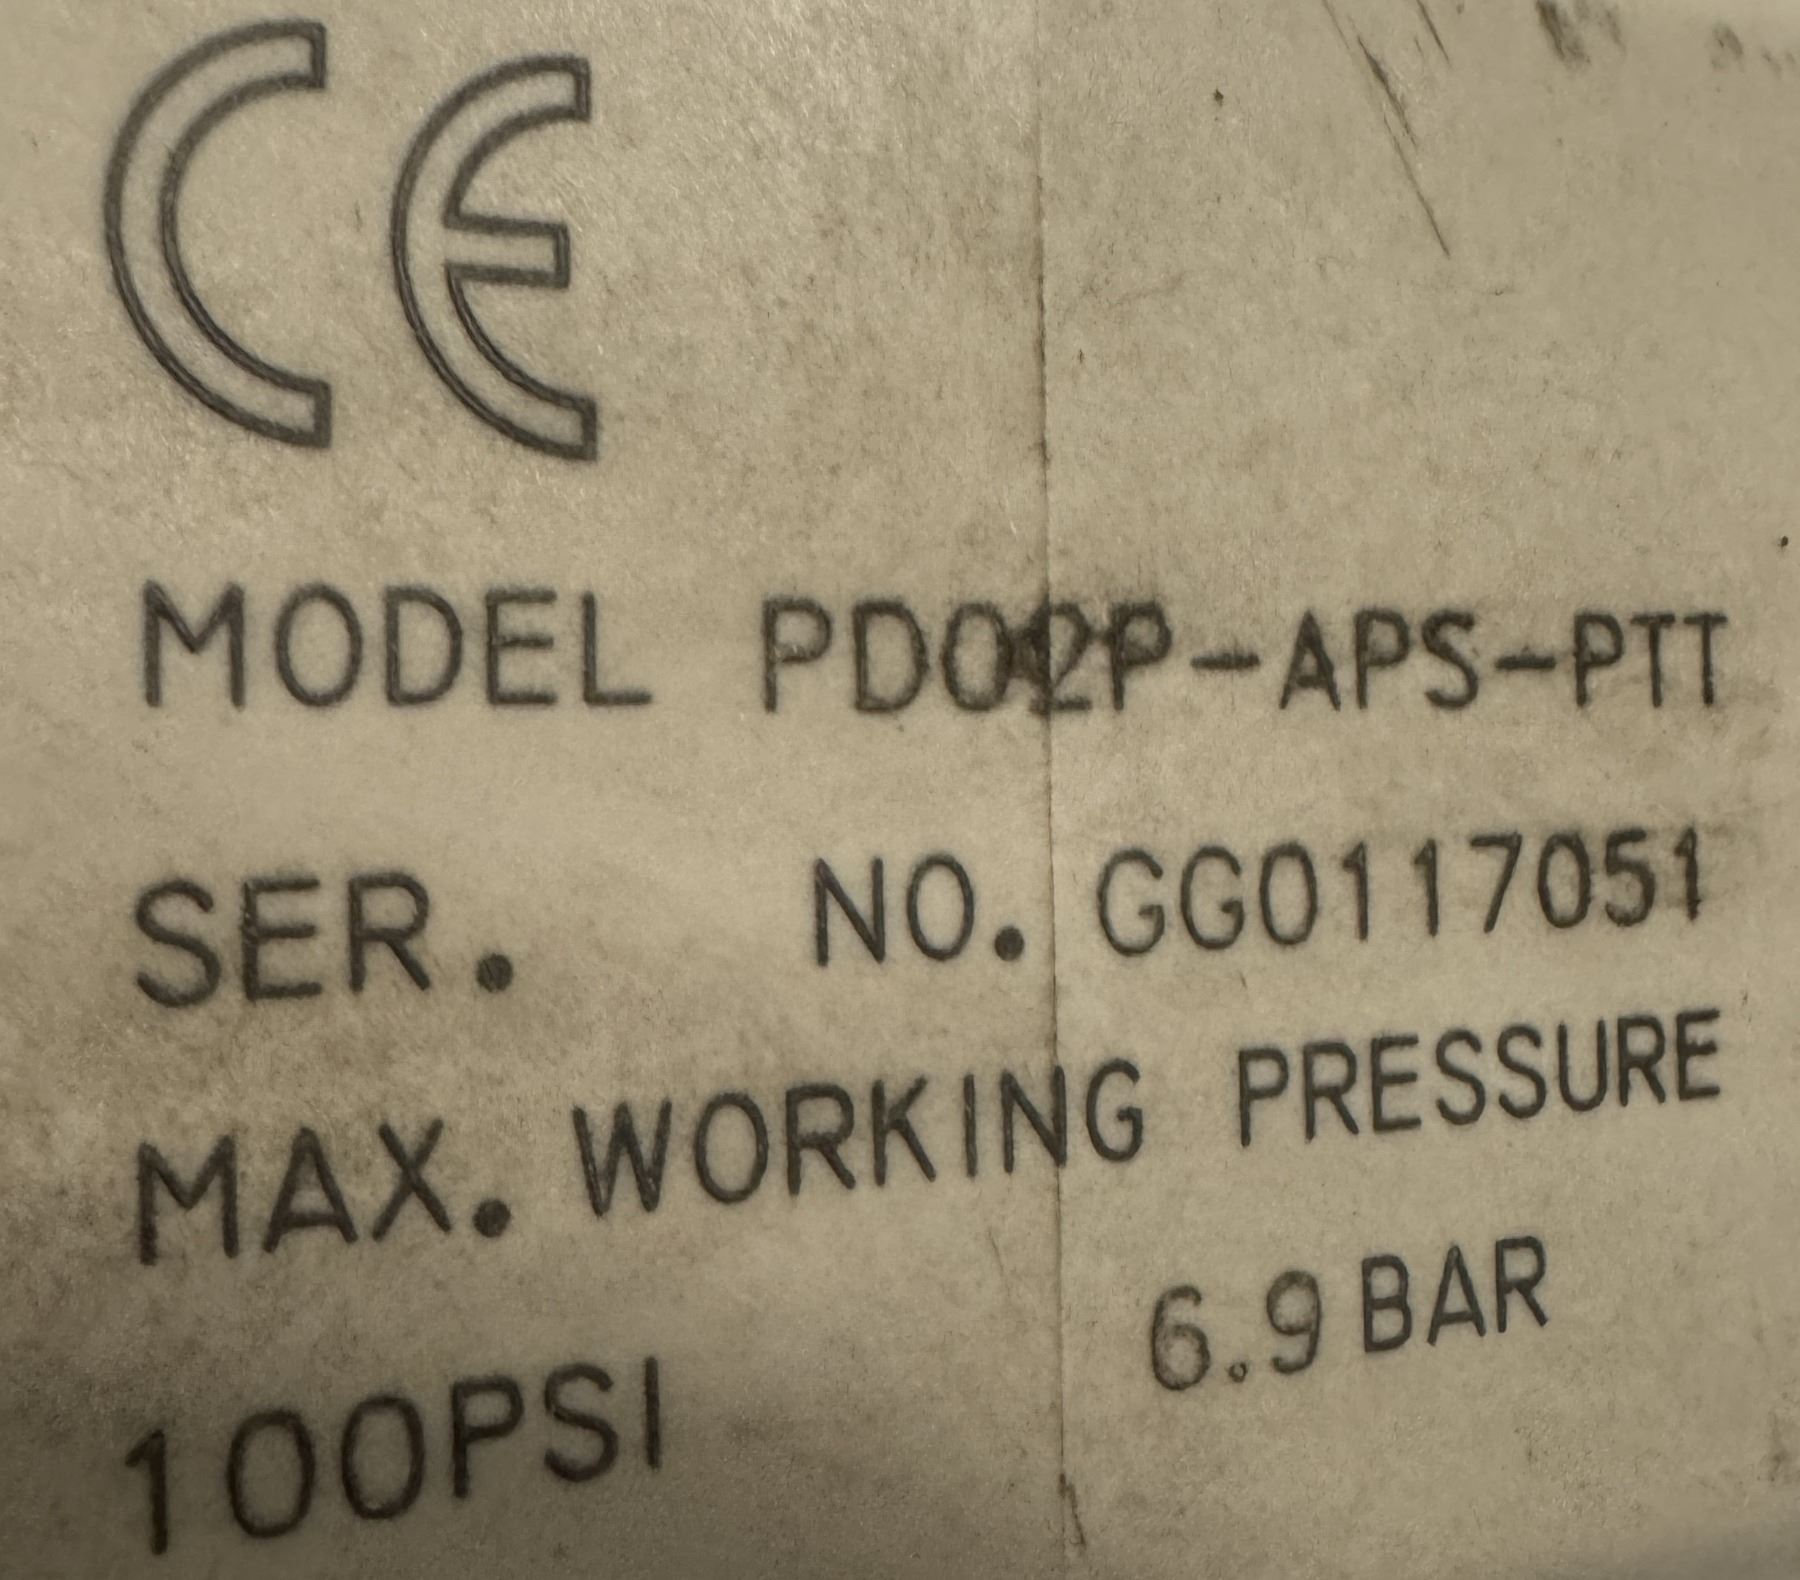 CE
MODEL PD02P-APS-PTT
SER. NO. GG0117051
MAX. WORKING PRESSURE
100PSI 6.9 BAR